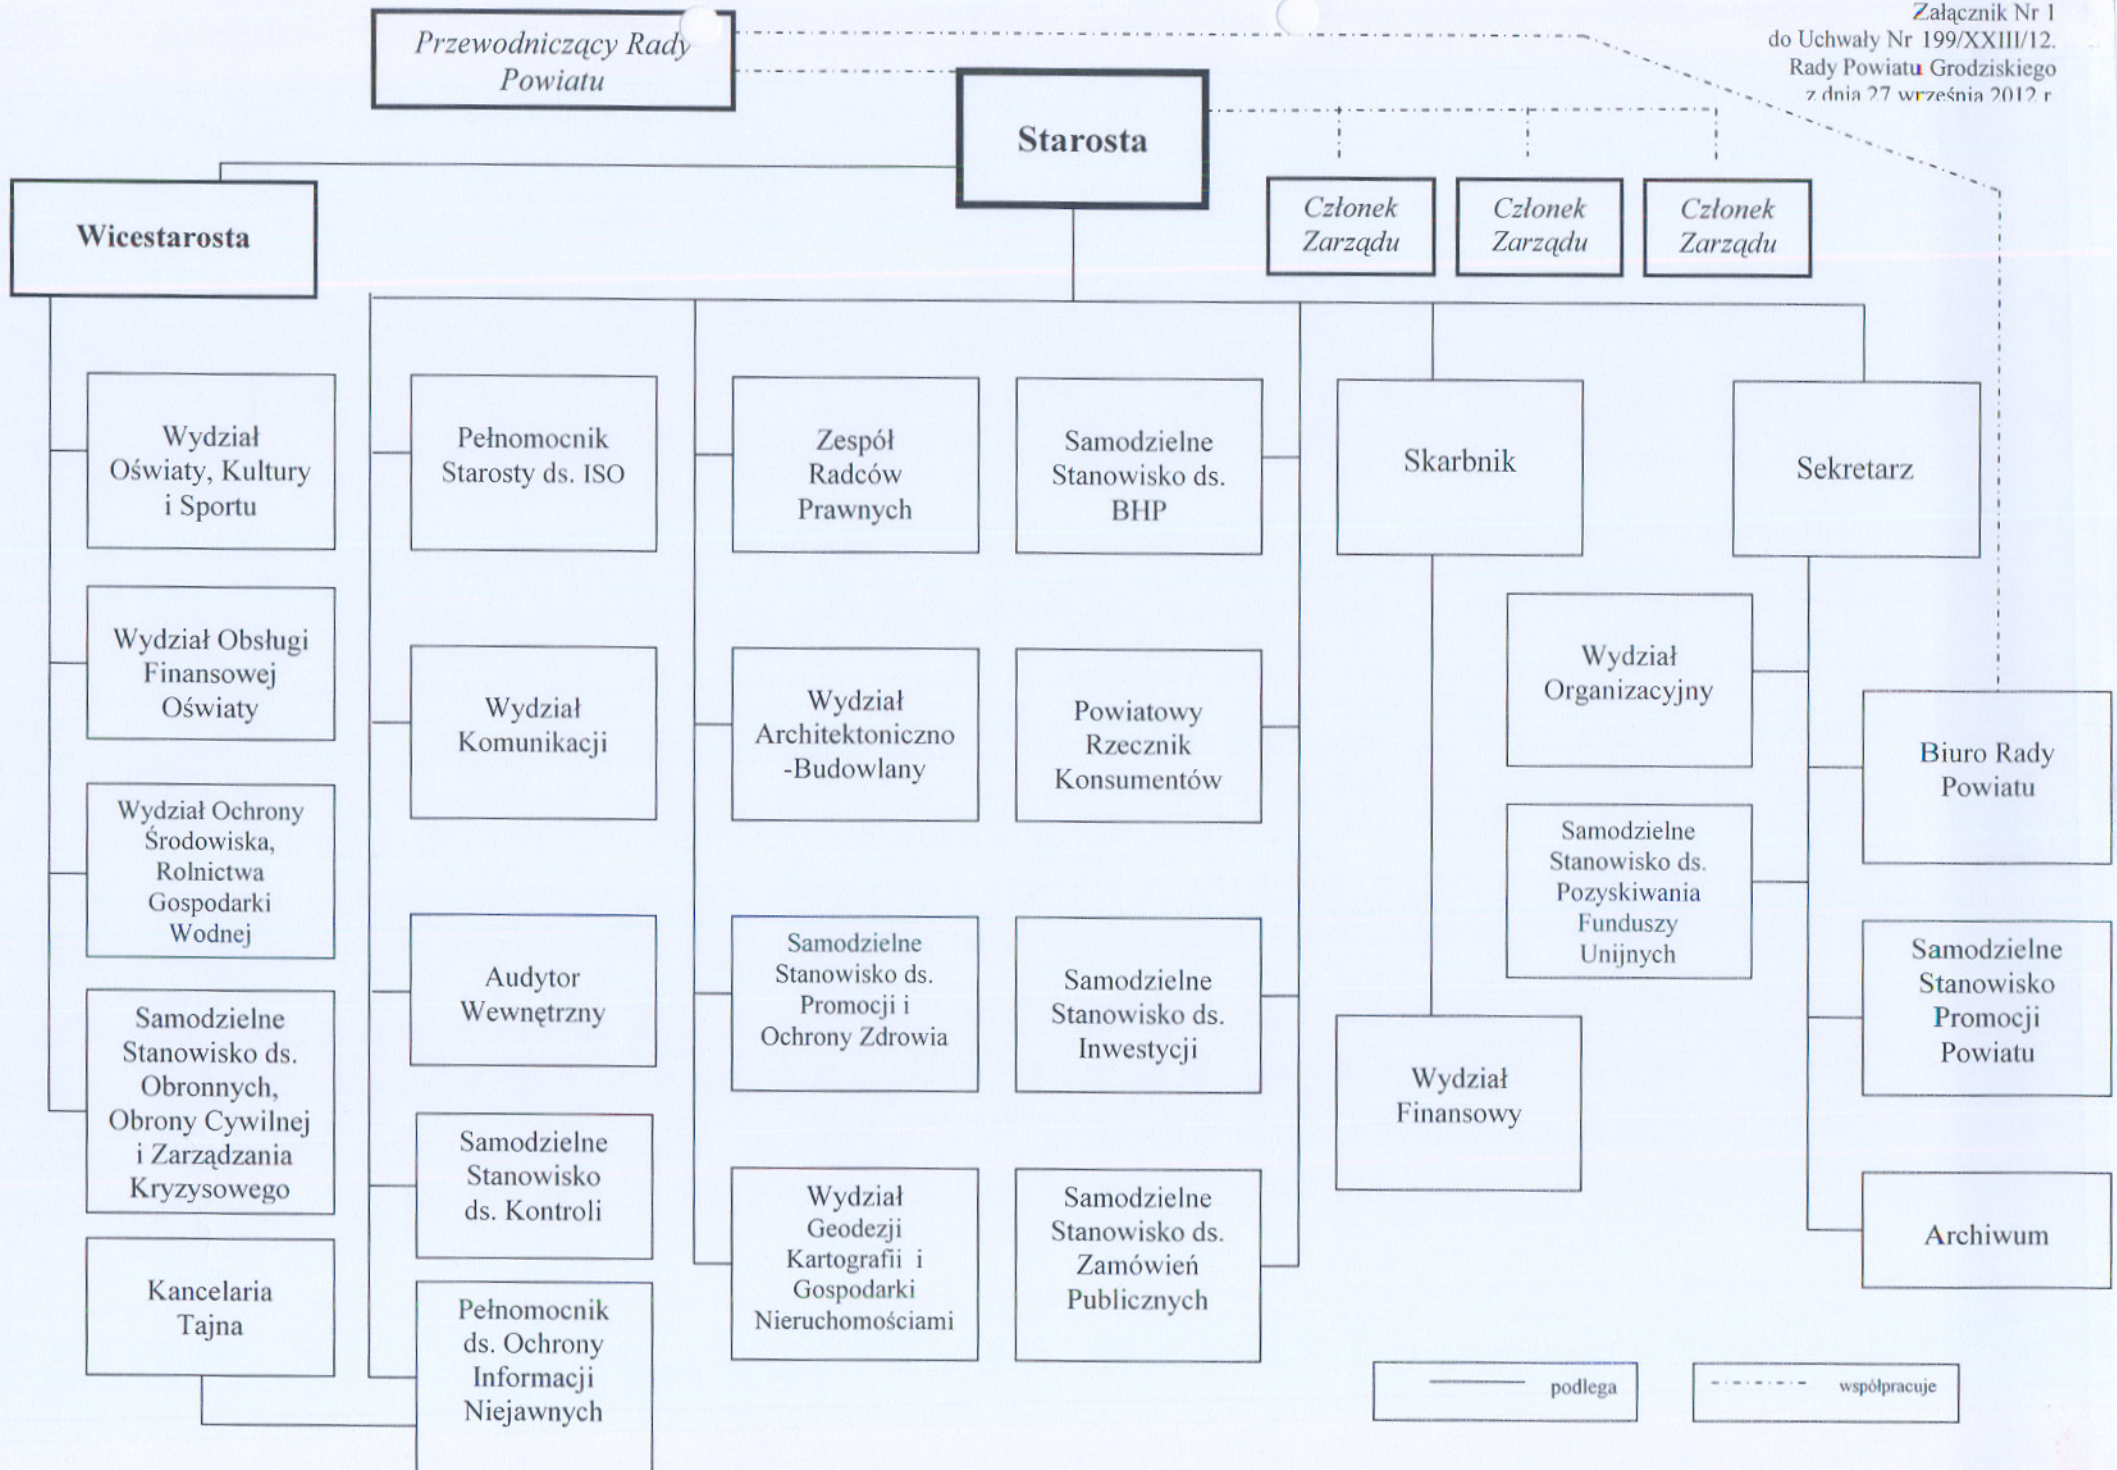 Załącznik Nr 1
do Uchwały Nr 199/XXIII/12.
Rady Powiatu Grodziskiego
z dnia 27 września 2012 r
Przewodniczący Rady
Powiatu
Starosta
Wicestarosta
Członek
Zarządu
Członek
Zarządu
Członek
Zarządu
Wydział
Oświaty, Kultury
i Sportu
Wydział Obsługi
Finansowej
Oświaty
Wydział Ochrony
Środowiska,
Rolnictwa
Gospodarki
Wodnej
Samodzielne
Stanowisko ds.
Obronnych,
Obrony Cywilnej
i Zarządzania
Kryzysowego
Kancelaria
Tajna
Pełnomocnik
Starosty ds. ISO
Wydział
Komunikacji
Audytor
Wewnętrzny
Samodzielne
Stanowisko
ds. Kontroli
Pełnomocnik
ds. Ochrony
Informacji
Niejawnych
Zespół
Radców
Prawnych
Wydział
Architektoniczno
-Budowlany
Samodzielne
Stanowisko ds.
Promocji i
Ochrony Zdrowia
Wydział
Geodezji
Kartografii i
Gospodarki
Nieruchomościami
Samodzielne
Stanowisko ds.
BHP
Powiatowy
Rzecznik
Konsumentów
Samodzielne
Stanowisko ds.
Inwestycji
Samodzielne
Stanowisko ds.
Zamówień
Publicznych
Skarbnik
Wydział
Finansowy
Sekretarz
Wydział
Organizacyjny
Samodzielne
Stanowisko ds.
Pozyskiwania
Funduszy
Unijnych
Biuro Rady
Powiatu
Samodzielne
Stanowisko
Promocji
Powiatu
Archiwum
podlega
współpracuje